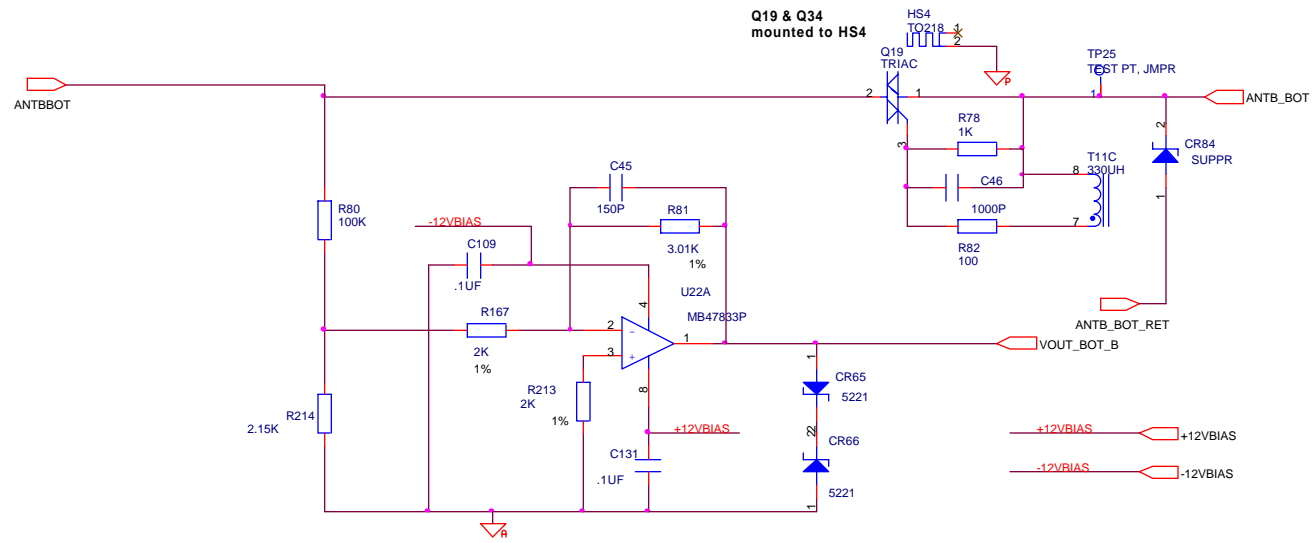 Q19 & Q34
mounted to HS4
HS4
TO218
1
2
Q19
TRIAC
TP25
TEST PT, JMPR
ANTBBOT
2
1
1
ANTB_BOT
P
R78
1K
3
2
CR84
SUPPR
1
T11C
330UH
8
7
C46
1000P
R82
100
C45
150P
R80
100K
-12VBIAS
R81
3.01K
1%
C109
.1UF
4
U22A
MB47833P
ANTB_BOT_RET
R167
2K
1%
2
3
1
8
VOUT_BOT_B
R213
2K
1%
1
CR65
5221
R214
2.15K
+12VBIAS
22
CR66
5221
1
+12VBIAS
+12VBIAS
C131
.1UF
-12VBIAS
-12VBIAS
A